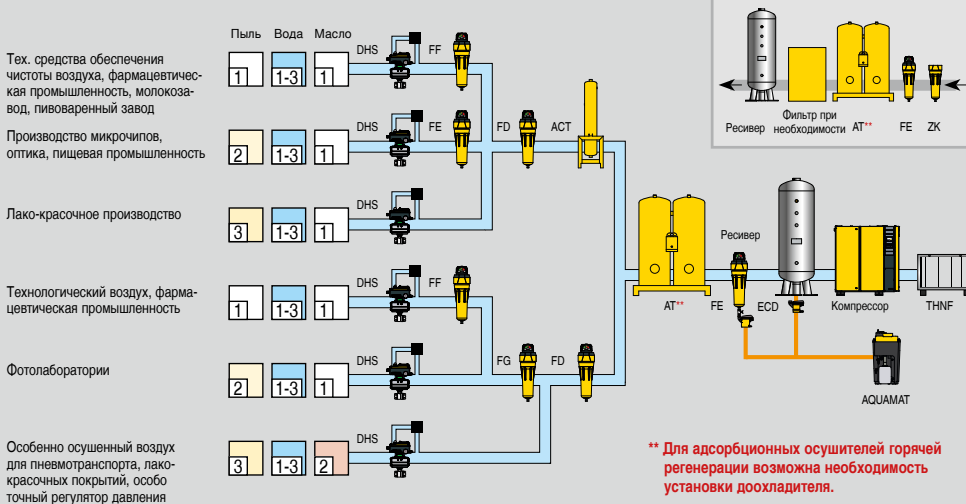 Пыль Вода Масло
Тех. средства обеспечения
чистоты воздуха, фармацевтичес-
кая промышленность, молокоза-
вод, пивоваренный завод
1 1-3 1 DHS FF
Производство микрочипов,
оптика, пищевая промышленность
2 1-3 1 DHS FE FD ACT
Лако-красочное производство
3 1-3 1 DHS
Технологический воздух, фарма-
цевтическая промышленность
1 1-3 1 DHS FF
Фотолаборатории
2 1-3 1 DHS FG FD
Особенно осушенный воздух
для пневмотранспорта, лако-
красочных покрытий, особо
точный регулятор давления
3 1-3 2 DHS
Фильтр при
Ресивер необходимости AT** FE ZK
Ресивер
AT** FE ECD Компрессор THNF
AQUAMAT
** Для адсорбционных осушителей горячей
регенерации возможна необходимость
установки доохладителя.